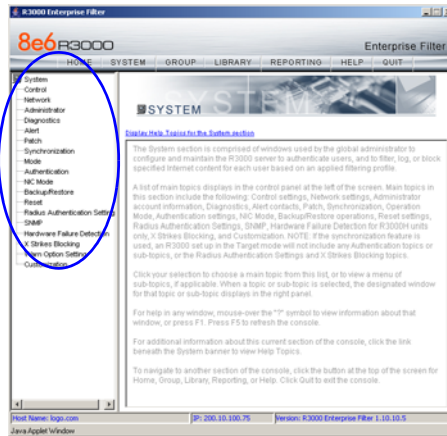 R3000 Enterprise Filter
8e6 R3000
Enterprise Filter
HOME SYSTEM GROUP LIBRARY REPORTING HELP QUIT
System
Control
Network
Administrator
Diagnostics
Alert
Patch
Synchronization
Mode
Authentication
NIC Mode
Backup/Restore
Reset
Radius Authentication Setting
SNMP
Hardware Failure Detection
X Strikes Blocking
Warn Option Setting
Customization
SYSTEM
Display Help Topics for the System section
The System section is comprised of windows used by the global administrator to
configure and maintain the R3000 server to authenticate users, and to filter, log, or block
specified Internet content for each user based on an applied filtering profile.
A list of main topics displays in the control panel at the left of the screen. Main topics in
this section include the following: Control settings, Network settings, Administrator
account information, Diagnostics, Alert contacts, Patch, Synchronization, Operation
Mode, Authentication settings, NIC Mode, Backup/Restore operations, Reset settings,
Radius Authentication Settings, SNMP, Hardware Failure Detection for R3000H units
only, X Strikes Blocking, and Customization. NOTE: If the synchronization feature is
used, an R3000 set up in the Target mode will not include any Authentication topics or
sub-topics, or the Radius Authentication Settings and X Strikes Blocking topics.
Click your selection to choose a main topic from this list, or to view a menu of
sub-topics, if applicable. When a topic or sub-topic is selected, the designated window
for that topic or sub-topic displays in the right panel.
For help in any window, mouse-over the "?" symbol to view information about that
window, or press F1. Press F5 to refresh the console.
For additional information about this current section of the console, click the link
beneath the System banner to view Help Topics.
To navigate to another section of the console, click the button at the top of the screen for
Home, Group, Library, Reporting, or Help. Click Quit to exit the console.
Host Name: logo.com IP: 200.10.100.75 Version: R3000 Enterprise Filter 1.10.10.5
Java Applet Window